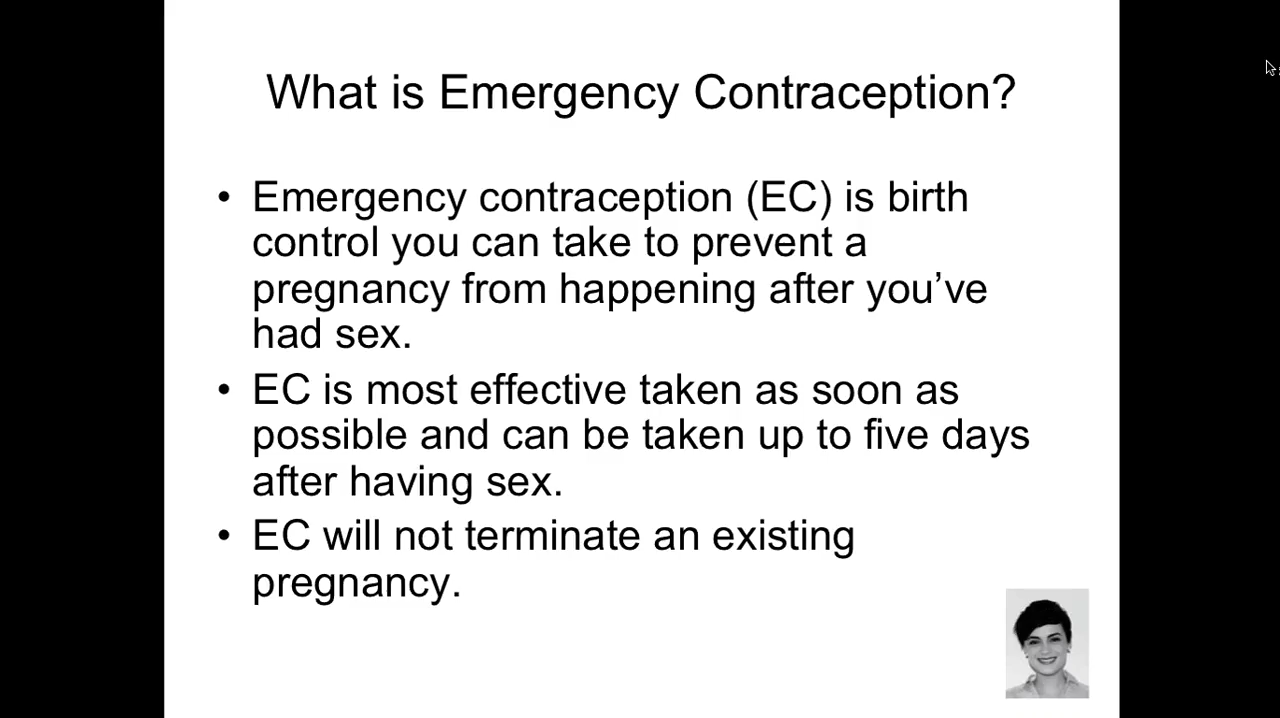 What is Emergency Contraception?
• Emergency contraception (EC) is birth
control you can take to prevent a
pregnancy from happening after you’ve
had sex.
• EC is most effective taken as soon as
possible and can be taken up to five days
after having sex.
• EC will not terminate an existing
pregnancy.